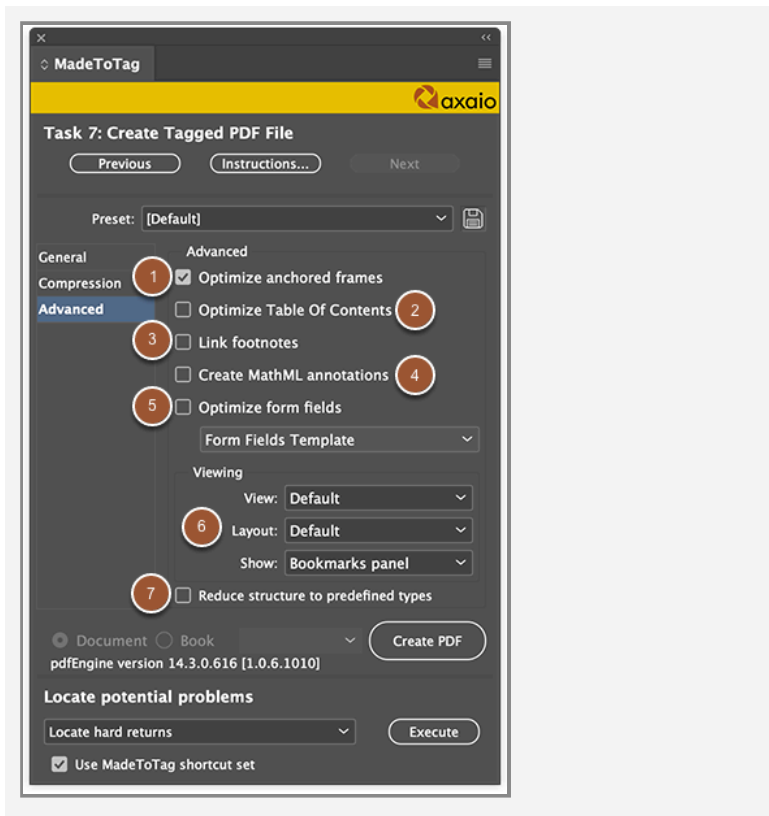 MadeToTag
axaio
Task 7: Create Tagged PDF File
Previous Instructions... Next
Preset: [Default]
General
Compression
Advanced
Advanced
1 Optimize anchored frames
Optimize Table Of Contents 2
3 Link footnotes
Create MathML annotations 4
5 Optimize form fields
Form Fields Template
Viewing
View: Default
6 Layout: Default
Show: Bookmarks panel
7 Reduce structure to predefined types
Document Book Create PDF
pdfEngine version 14.3.0.616 [1.0.6.1010]
Locate potential problems
Locate hard returns Execute
Use MadeToTag shortcut set